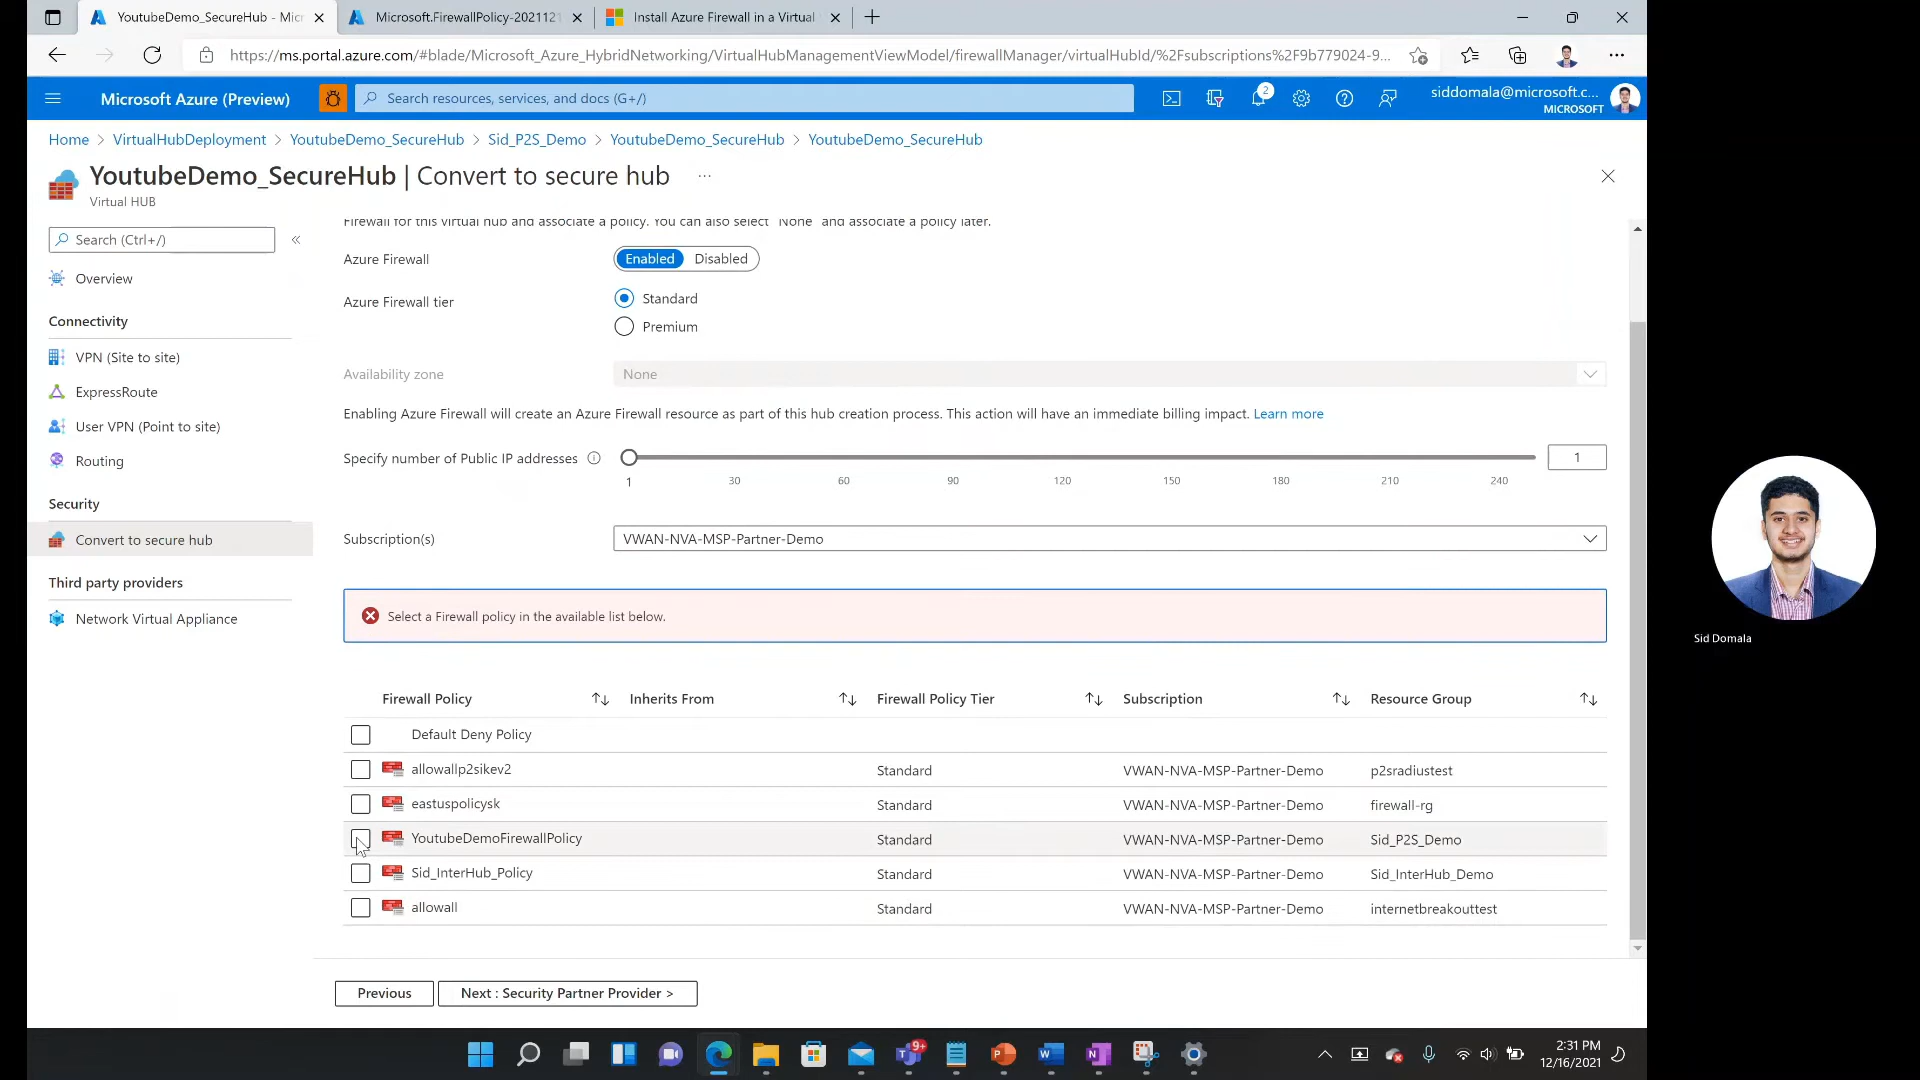 YoutubeDemo_SecureHub - Mic
Microsoft.FirewallPolicy-2021121
Install Azure Firewall in a Virtual
https://ms.portal.azure.com/#blade/Microsoft_Azure_HybridNetworking/VirtualHubManagementViewModel/firewallManager/virtualHubId/%2Fsubscriptions%2F9b779024-9...
Microsoft Azure (Preview)
Search resources, services, and docs (G+/)
2
siddomala@microsoft.c...
MICROSOFT
Home > VirtualHubDeployment > YoutubeDemo_SecureHub > Sid_P2S_Demo > YoutubeDemo_SecureHub > YoutubeDemo_SecureHub
YoutubeDemo_SecureHub | Convert to secure hub ...
Virtual HUB
Search (Ctrl+/)
Overview
Connectivity
VPN (Site to site)
ExpressRoute
User VPN (Point to site)
Routing
Security
Convert to secure hub
Third party providers
Network Virtual Appliance
Firewall for this virtual hub and associate a policy. You can also select "None" and associate a policy later.
Azure Firewall
Enabled Disabled
Azure Firewall tier
Standard
Premium
Availability zone
None
Enabling Azure Firewall will create an Azure Firewall resource as part of this hub creation process. This action will have an immediate billing impact. Learn more
Specify number of Public IP addresses
1
1 30 60 90 120 150 180 210 240
Subscription(s)
VWAN-NVA-MSP-Partner-Demo
Select a Firewall policy in the available list below.
Firewall Policy Inherits From Firewall Policy Tier Subscription Resource Group
Default Deny Policy
allowallp2sikev2 Standard VWAN-NVA-MSP-Partner-Demo p2sradiustest
eastuspolicysk Standard VWAN-NVA-MSP-Partner-Demo firewall-rg
YoutubeDemoFirewallPolicy Standard VWAN-NVA-MSP-Partner-Demo Sid_P2S_Demo
Sid_InterHub_Policy Standard VWAN-NVA-MSP-Partner-Demo Sid_InterHub_Demo
allowall Standard VWAN-NVA-MSP-Partner-Demo internetbreakouttest
Previous
Next : Security Partner Provider >
Sid Domala
9+
2:31 PM
12/16/2021